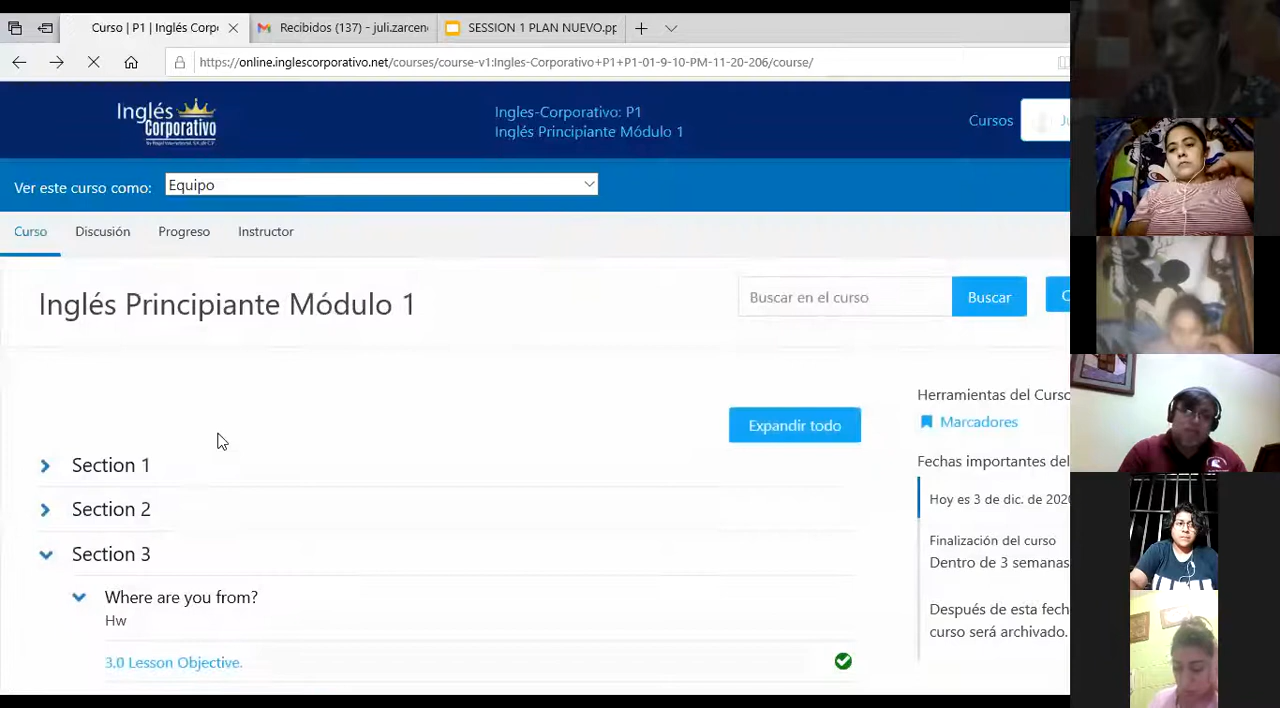 Curso | P1 | Inglés Corp
Recibidos (137) - juli.zarcen
SESSION 1 PLAN NUEVO.pp
https://online.inglescorporativo.net/courses/course-v1:Ingles-Corporativo+P1+P1-01-9-10-PM-11-20-206/course/
Inglés
Corporativo
Ingles-Corporativo: P1
Inglés Principiante Módulo 1
Cursos
Ver este curso como:
Equipo
Curso
Discusión
Progreso
Instructor
Inglés Principiante Módulo 1
Buscar en el curso
Buscar
Expandir todo
Herramientas del Curso
Marcadores
Section 1
Fechas importantes del
Section 2
Hoy es 3 de dic. de 2020
Section 3
Finalización del curso
Dentro de 3 semanas
Where are you from?
Hw
Después de esta fech
curso será archivado.
3.0 Lesson Objective.